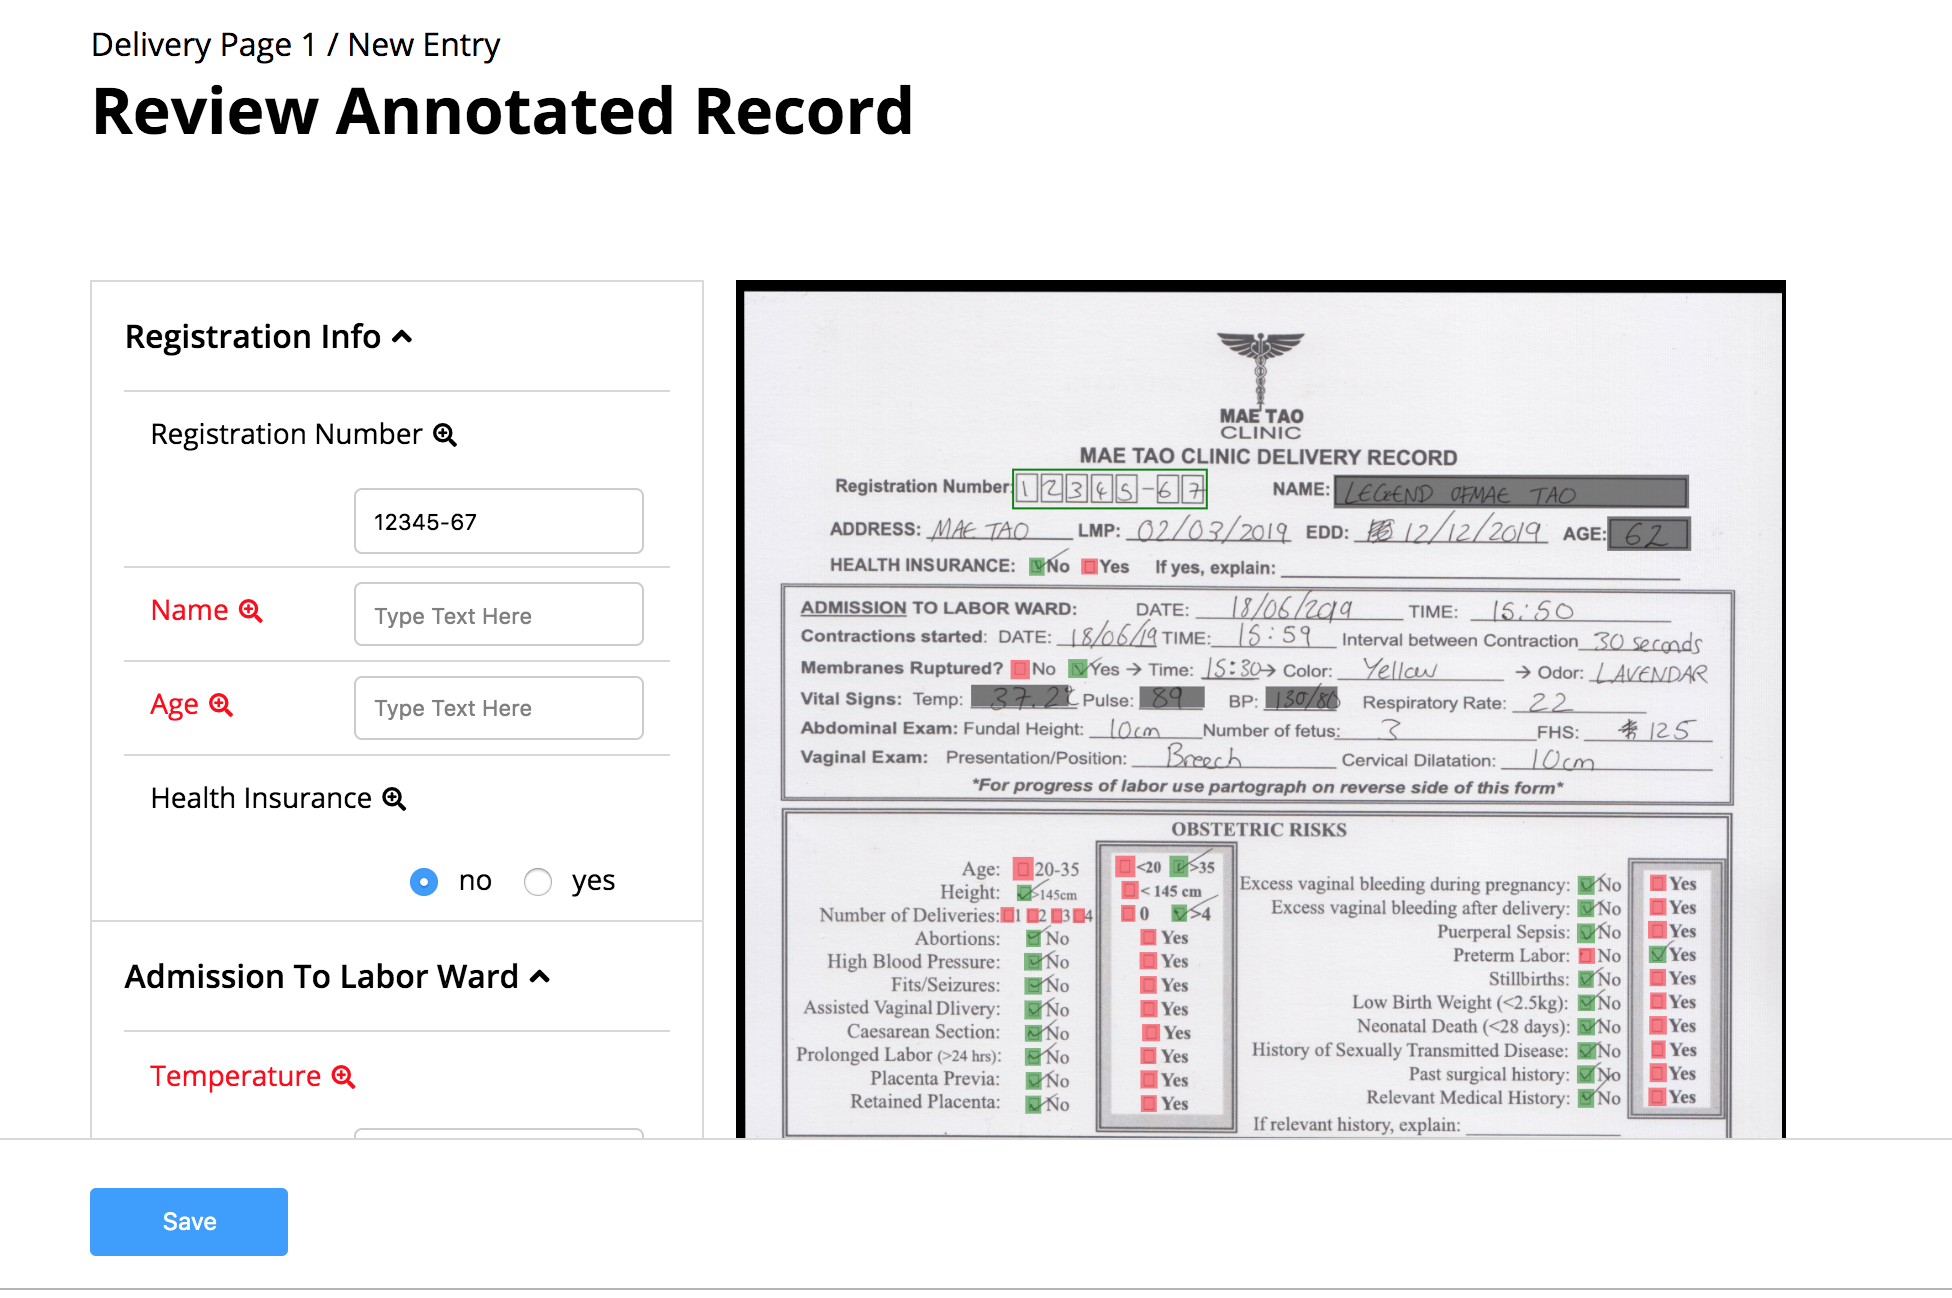 Delivery Page 1 / New Entry
Review Annotated Record
Registration Info
Registration Number
12345-67
Name
Type Text Here
Age
Type Text Here
Health Insurance
no yes
Admission To Labor Ward
Temperature
Save
MAE TAO
CLINIC
MAE TAO CLINIC DELIVERY RECORD
Registration Number 12345-67 NAME: LEGEND OF MAE TAO
ADDRESS: MAE TAO LMP: 02/03/2019 EDD: 12/12/2019 AGE: 62
HEALTH INSURANCE: No Yes If yes, explain:
ADMISSION TO LABOR WARD: DATE: 18/06/2019 TIME: 15:50
Contractions started: DATE: 18/06/19 TIME: 15:59 Interval between Contraction 30 seconds
Membranes Ruptured? No Yes → Time: 15:30 → Color: Yellow → Odor: LAVENDAR
Vital Signs: Temp: 37.2°C Pulse: 89 BP: 130/80 Respiratory Rate: 22
Abdominal Exam: Fundal Height: 10cm Number of fetus: 3 FHS: 125
Vaginal Exam: Presentation/Position: Breech Cervical Dilatation: 10cm
*For progress of labor use partograph on reverse side of this form*
OBSTETRIC RISKS
Age: 20-35 <20 >35
Height: >145cm < 145 cm
Number of Deliveries: 1 2 3 4 0 >4
Abortions: No Yes
High Blood Pressure: No Yes
Fits/Seizures: No Yes
Assisted Vaginal Dlivery: No Yes
Caesarean Section: No Yes
Prolonged Labor (>24 hrs): No Yes
Placenta Previa: No Yes
Retained Placenta: No Yes
Excess vaginal bleeding during pregnancy: No Yes
Excess vaginal bleeding after delivery: No Yes
Puerperal Sepsis: No Yes
Preterm Labor: No Yes
Stillbirths: No Yes
Low Birth Weight (<2.5kg): No Yes
Neonatal Death (<28 days): No Yes
History of Sexually Transmitted Disease: No Yes
Past surgical history: No Yes
Relevant Medical History: No Yes
If relevant history, explain: